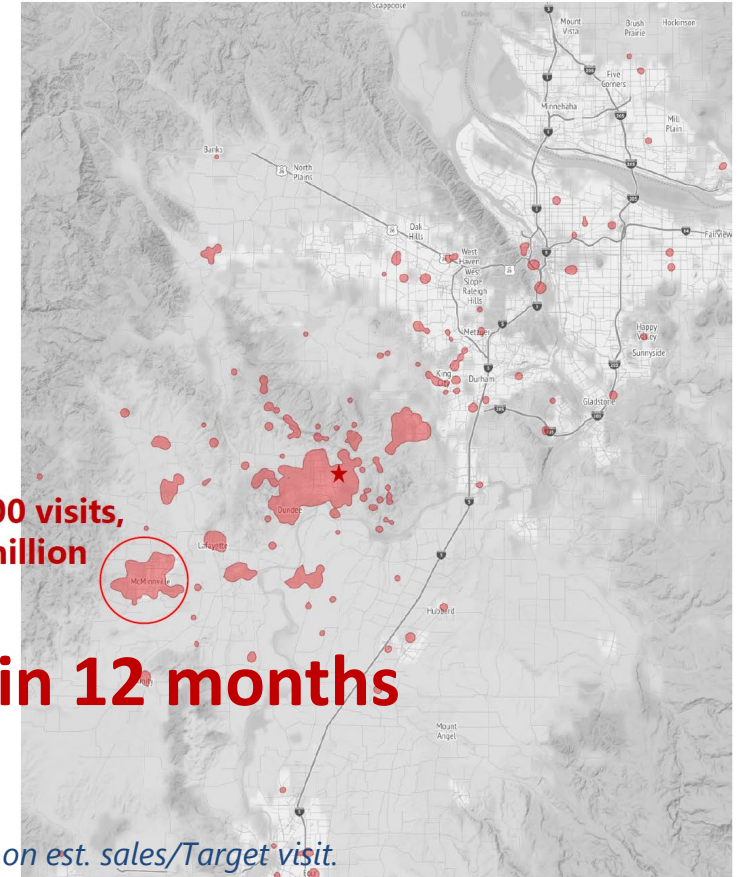 Scappoose
Mount
Vista
Brush
Prairie
Hockinson
Five
Corners
Minnehaha
Mill
Plain
Banks
North
Plains
Oak
Hills
Fairview
West
Haven
West
Slope
Raleigh
Hills
Metzger
Happy
Valley
Sunnyside
King
City
Durham
Gladstone
Dundee
00 visits,
Lafayette
illion
McMinnville
Hubbard
in 12 months
Mount
Angel
on est. sales/Target visit.